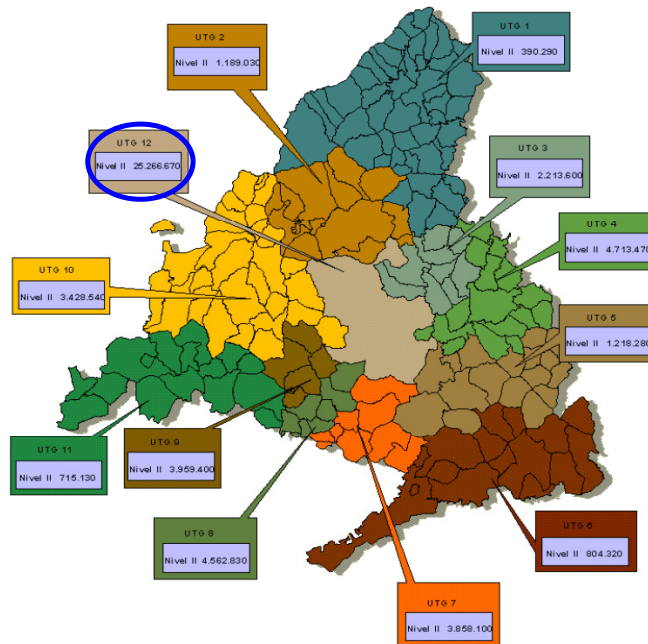 UTG 2
Nivel II 1.189.030
UTG 1
Nivel II 390.290
UTG 12
Nivel II 25.266.670
UTG 3
Nivel II 2.213.600
UTG 4
Nivel II 4.713.470
UTG 10
Nivel II 3.428.540
UTG 5
Nivel II 1.218.280
UTG 11
Nivel II 715.130
UTG 9
Nivel II 3.959.400
UTG 6
Nivel II 804.320
UTG 8
Nivel II 4.562.830
UTG 7
Nivel II 3.858.100